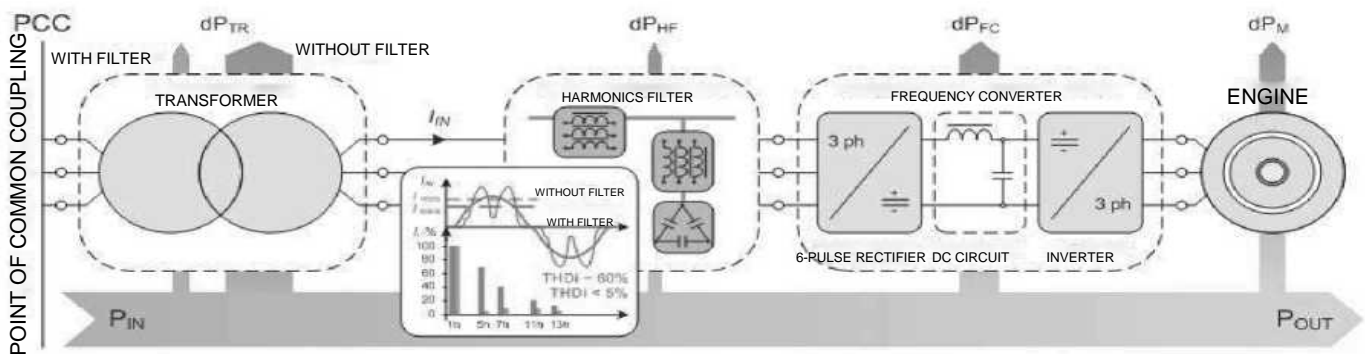 PCC
dP_TR
dP_HF
dP_FC
dP_M
POINT OF COMMON COUPLING
WITH FILTER
WITHOUT FILTER
TRANSFORMER
I_IN
HARMONICS FILTER
FREQUENCY CONVERTER
ENGINE
3 ph
3 ph
6-PULSE RECTIFIER
DC CIRCUIT
INVERTER
WITHOUT FILTER
WITH FILTER
THDi ~ 60%
THDi < 5%
100
80
60
40
20
0
1h
5h
7h
11h
13h
P_IN
P_OUT